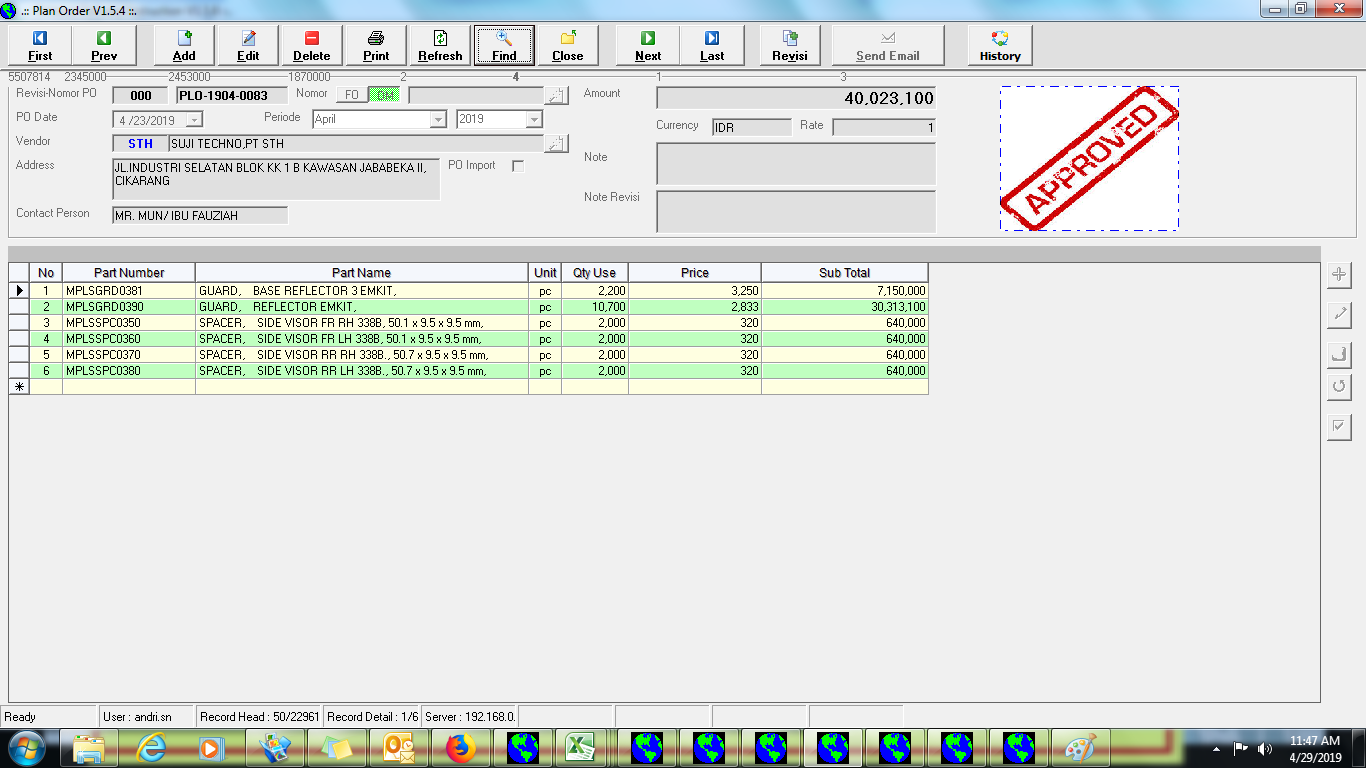 .:: Plan Order V1.5.4 ::.
First Prev Add Edit Delete Print Refresh Find Close Next Last Revisi Send Email History
5507814 2345000 2453000 1870000 2 4 1 3
Revisi-Nomor PO 000 PLO-1904-0083 Nomor FO DM
Amount 40,023,100
PO Date 4 /23/2019 Periode April 2019
Currency IDR Rate 1
Vendor STH SUJI TECHNO,PT STH
Address JL.INDUSTRI SELATAN BLOK KK 1 B KAWASAN JABABEKA II,
CIKARANG
PO Import
Note
Note Revisi
Contact Person MR. MUN/ IBU FAUZIAH
APPROVED
No Part Number Part Name Unit Qty Use Price Sub Total
1 MPLSGRD0381 GUARD, BASE REFLECTOR 3 EMKIT, pc 2,200 3,250 7,150,000
2 MPLSGRD0390 GUARD, REFLECTOR EMKIT, pc 10,700 2,833 30,313,100
3 MPLSSPC0350 SPACER, SIDE VISOR FR RH 338B, 50.1 x 9.5 x 9.5 mm, pc 2,000 320 640,000
4 MPLSSPC0360 SPACER, SIDE VISOR FR LH 338B, 50.1 x 9.5 x 9.5 mm, pc 2,000 320 640,000
5 MPLSSPC0370 SPACER, SIDE VISOR RR RH 338B., 50.7 x 9.5 x 9.5 mm, pc 2,000 320 640,000
6 MPLSSPC0380 SPACER, SIDE VISOR RR LH 338B., 50.7 x 9.5 x 9.5 mm, pc 2,000 320 640,000
Ready User : andri.sn Record Head : 50/22961 Record Detail : 1/6 Server : 192.168.0.
11:47 AM
4/29/2019